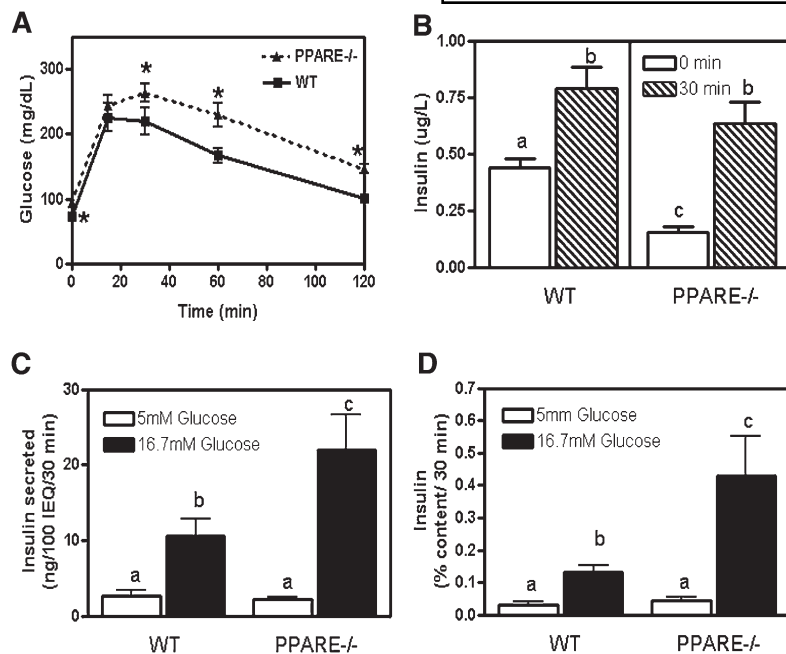 A
Glucose (mg/dL)
300
200
100
0
0 20 40 60 80 100 120
Time (min)
PPARE-/-
WT
*
*
*
*
B
Insulin (ug/L)
1.00
0.75
0.50
0.25
0.00
0 min
30 min
a
b
c
b
WT PPARE-/-
C
Insulin secreted
(ng/100 IEQ/30 min)
30
20
10
0
5mM Glucose
16.7mM Glucose
a
b
a
c
WT PPARE-/-
D
Insulin
(% content/ 30 min)
0.7
0.6
0.5
0.4
0.3
0.2
0.1
0.0
5mm Glucose
16.7mM Glucose
a
b
a
c
WT PPARE-/-